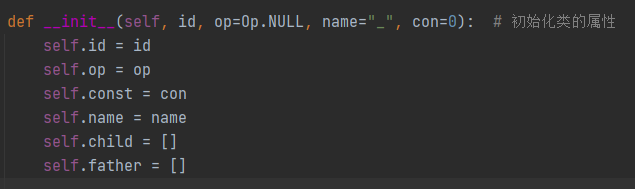 def __init__(self, id, op=Op.NULL, name="_", con=0):  # 初始化类的属性
    self.id = id
    self.op = op
    self.const = con
    self.name = name
    self.child = []
    self.father = []